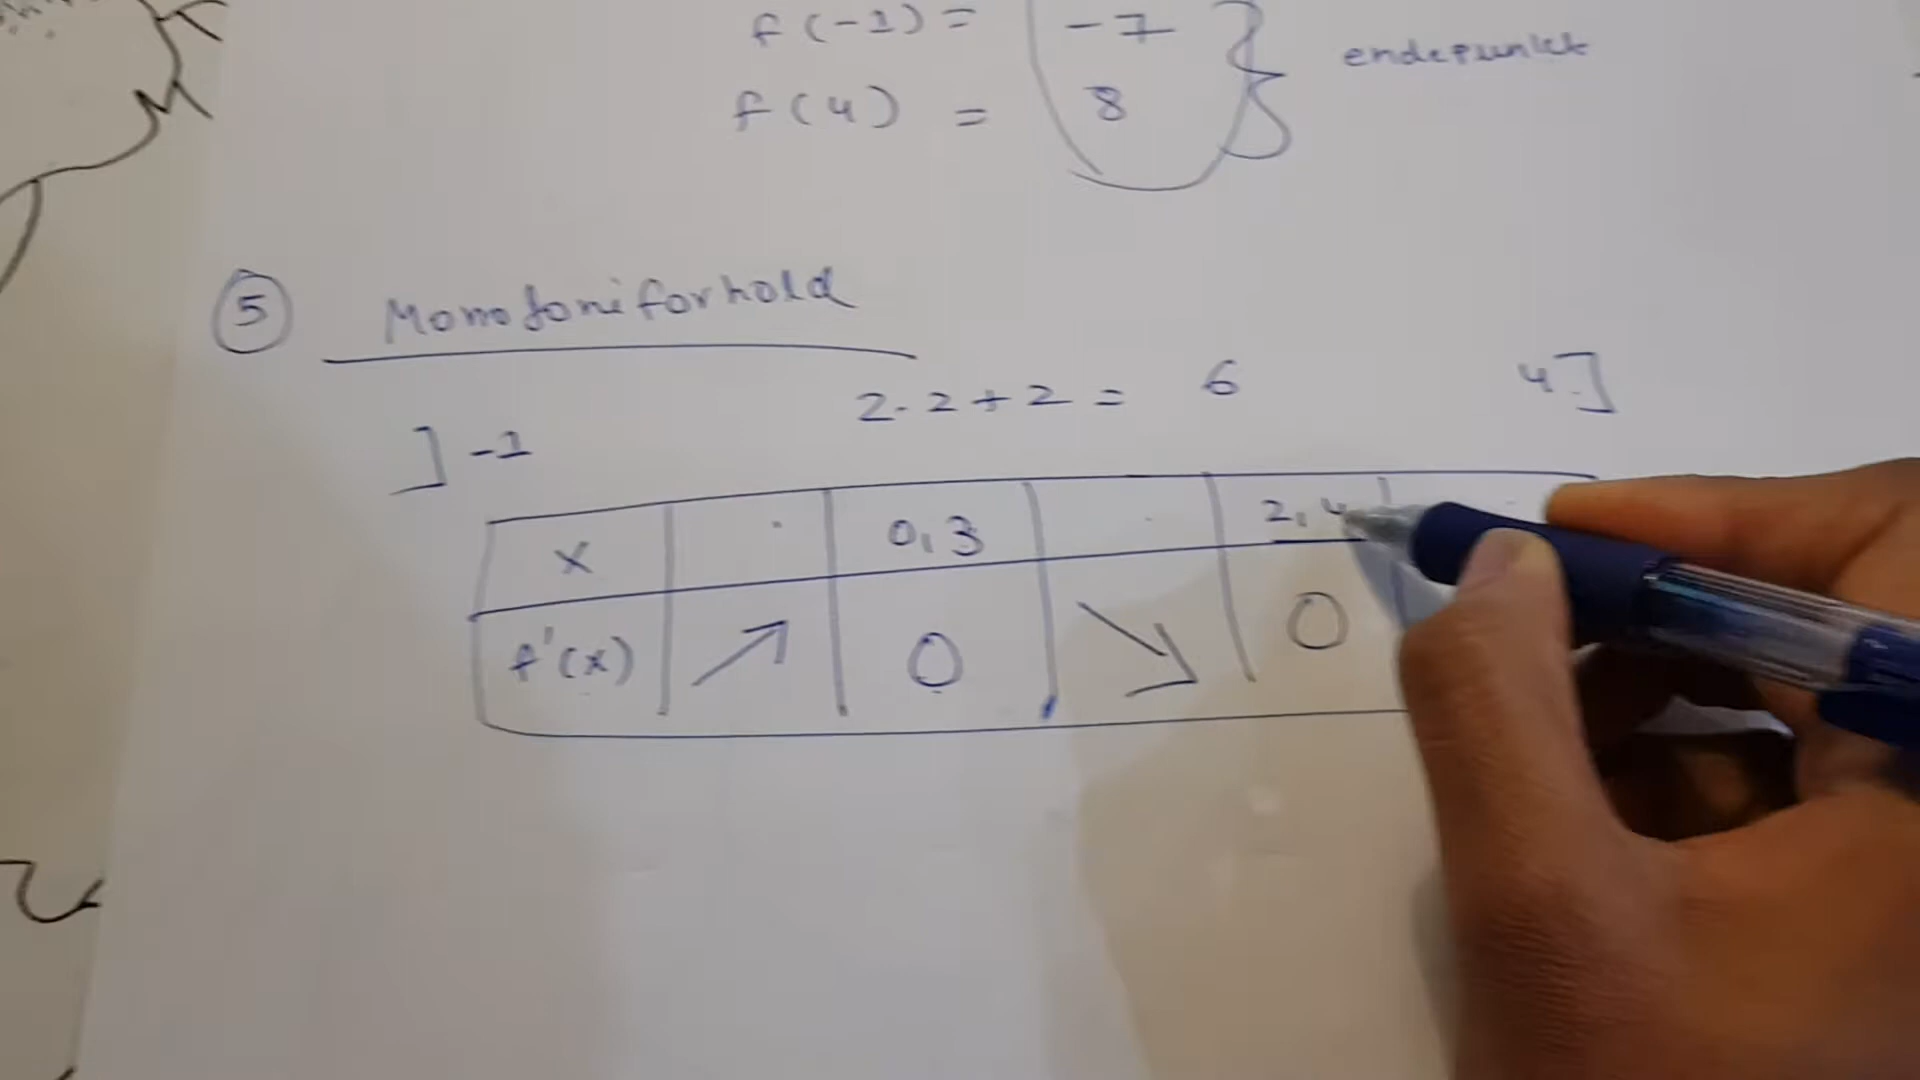 f(-1) = -7
f(4) = 8
endepunkt
5 Monotoniforhold
2.2+2 = 6
4]
]-1
x 0,3 2,4
f'(x) ↗ 0 ↘ 0